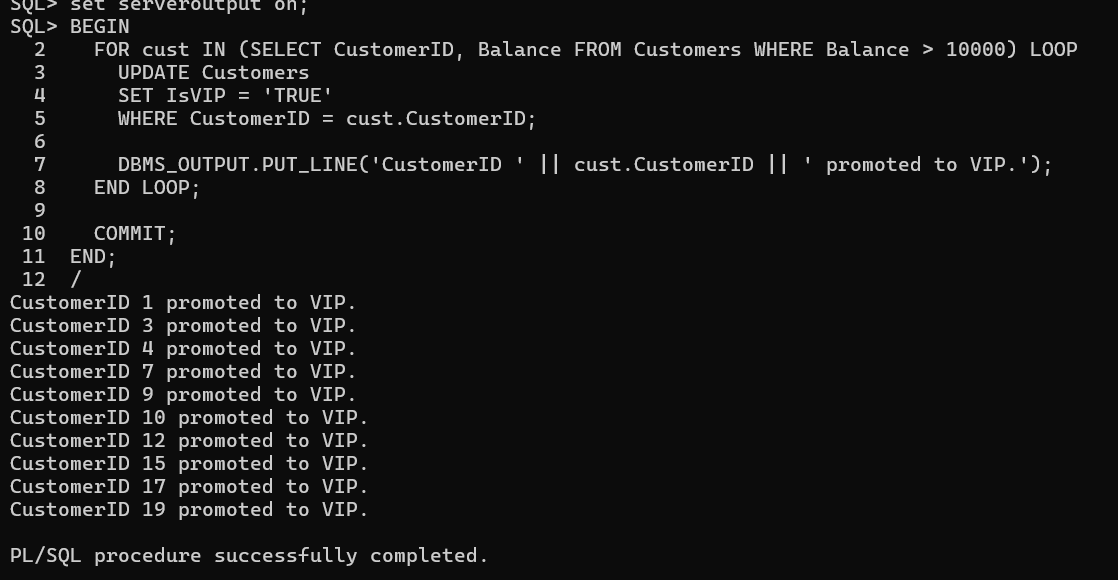 SQL> set serveroutput on;
SQL> BEGIN
  2    FOR cust IN (SELECT CustomerID, Balance FROM Customers WHERE Balance > 10000) LOOP
  3      UPDATE Customers
  4      SET IsVIP = 'TRUE'
  5      WHERE CustomerID = cust.CustomerID;
  6
  7      DBMS_OUTPUT.PUT_LINE('CustomerID ' || cust.CustomerID || ' promoted to VIP.');
  8    END LOOP;
  9
 10    COMMIT;
 11  END;
 12  /
CustomerID 1 promoted to VIP.
CustomerID 3 promoted to VIP.
CustomerID 4 promoted to VIP.
CustomerID 7 promoted to VIP.
CustomerID 9 promoted to VIP.
CustomerID 10 promoted to VIP.
CustomerID 12 promoted to VIP.
CustomerID 15 promoted to VIP.
CustomerID 17 promoted to VIP.
CustomerID 19 promoted to VIP.

PL/SQL procedure successfully completed.